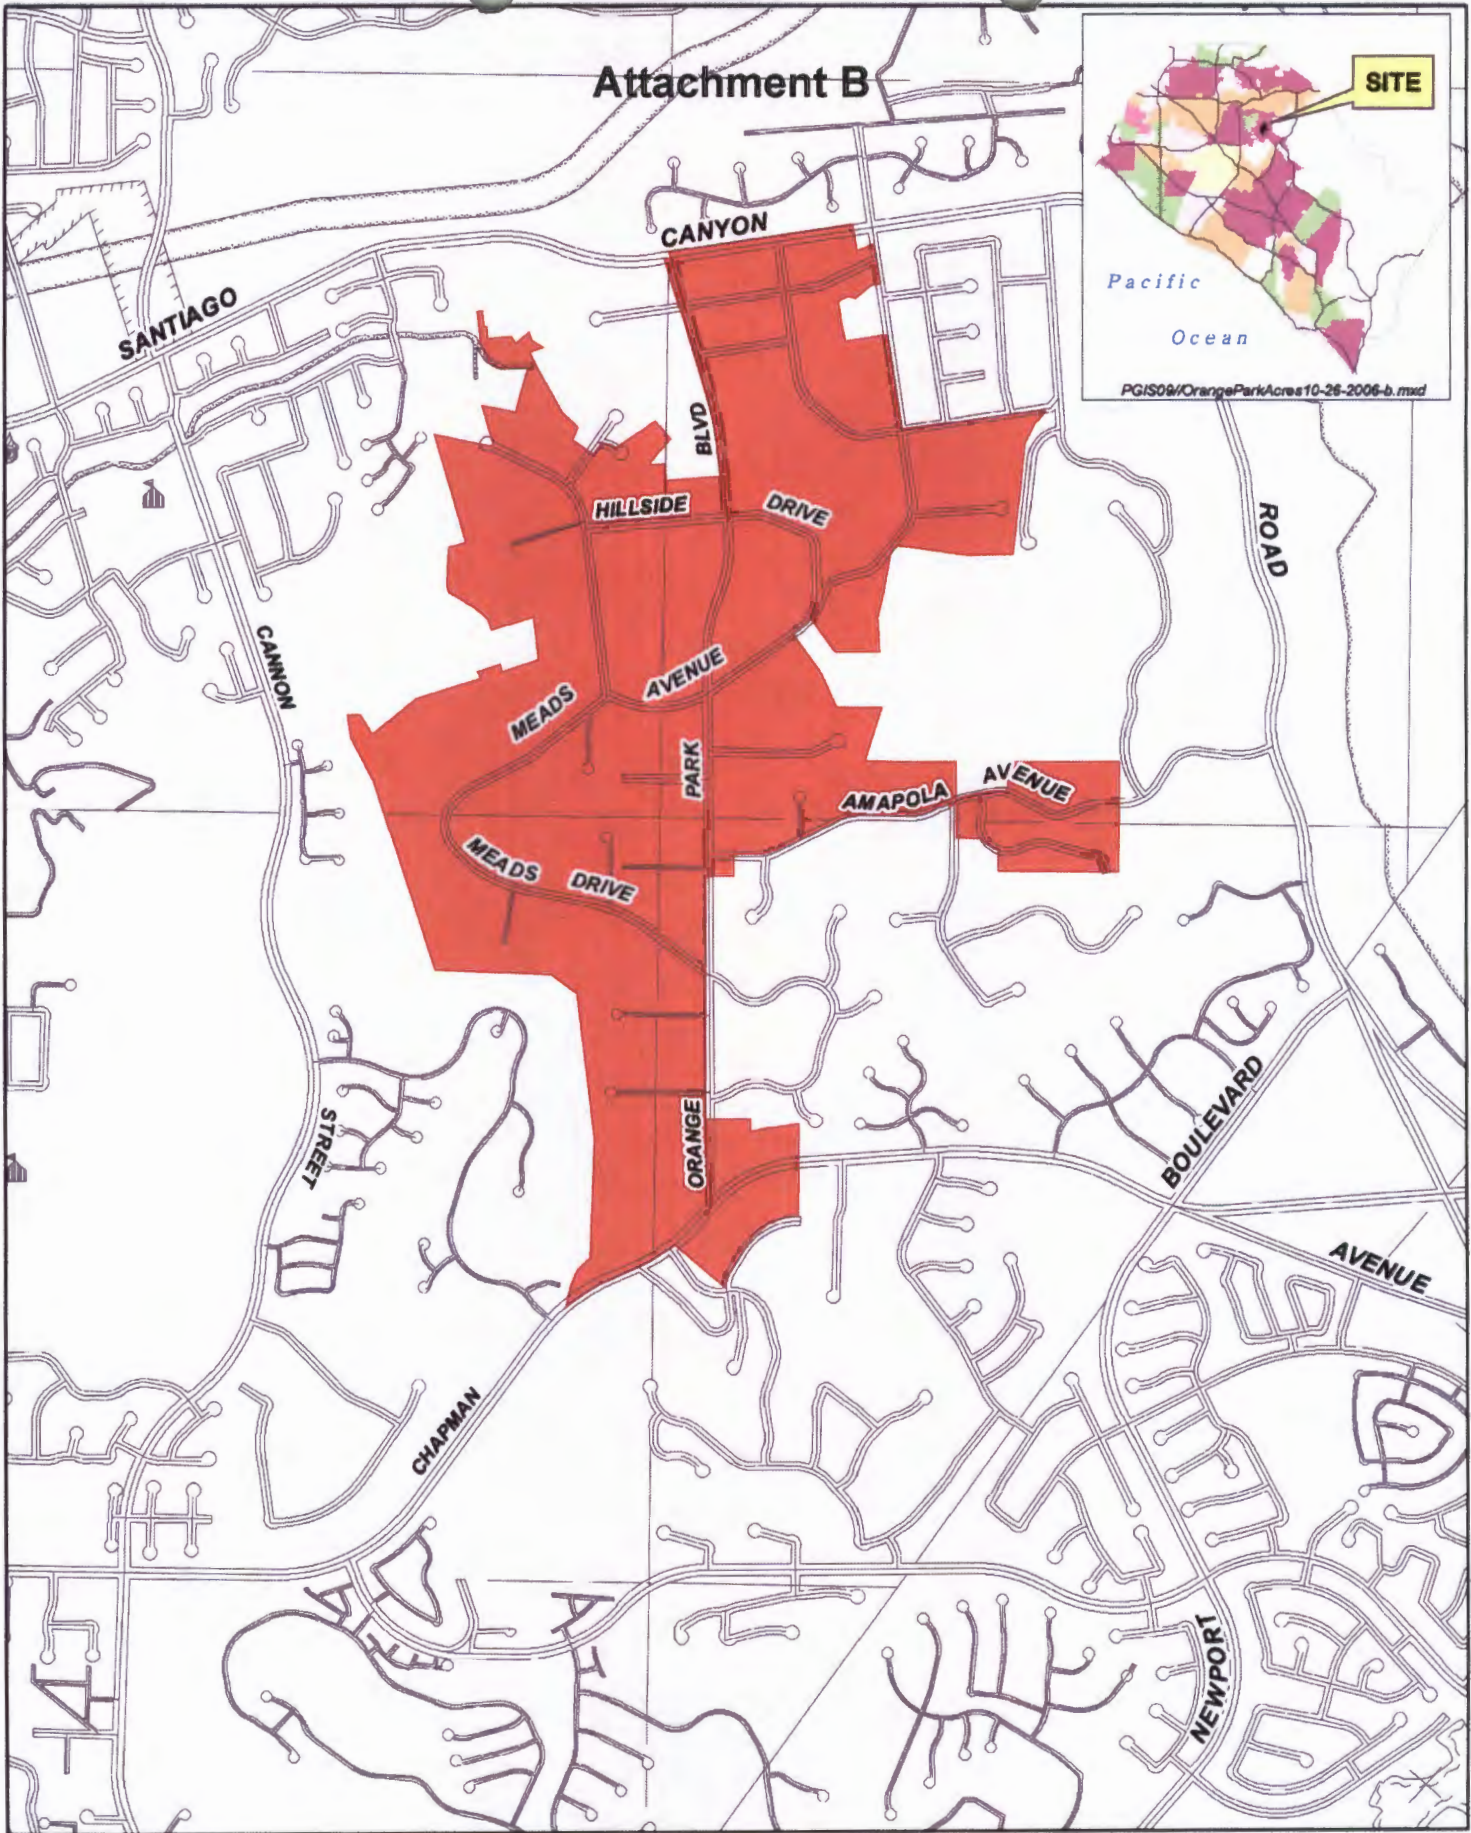 Attachment B
SITE
Pacific
Ocean
PGIS09//OrangeParkAcres10-26-2006-b.mxd
SANTIAGO
CANYON
BLVD
HILLSIDE
DRIVE
ROAD
CANNON
MEADS
AVENUE
PARK
AMAPOLA
AVENUE
MEADS
DRIVE
STREET
ORANGE
BOULEVARD
AVENUE
CHAPMAN
NEWPORT